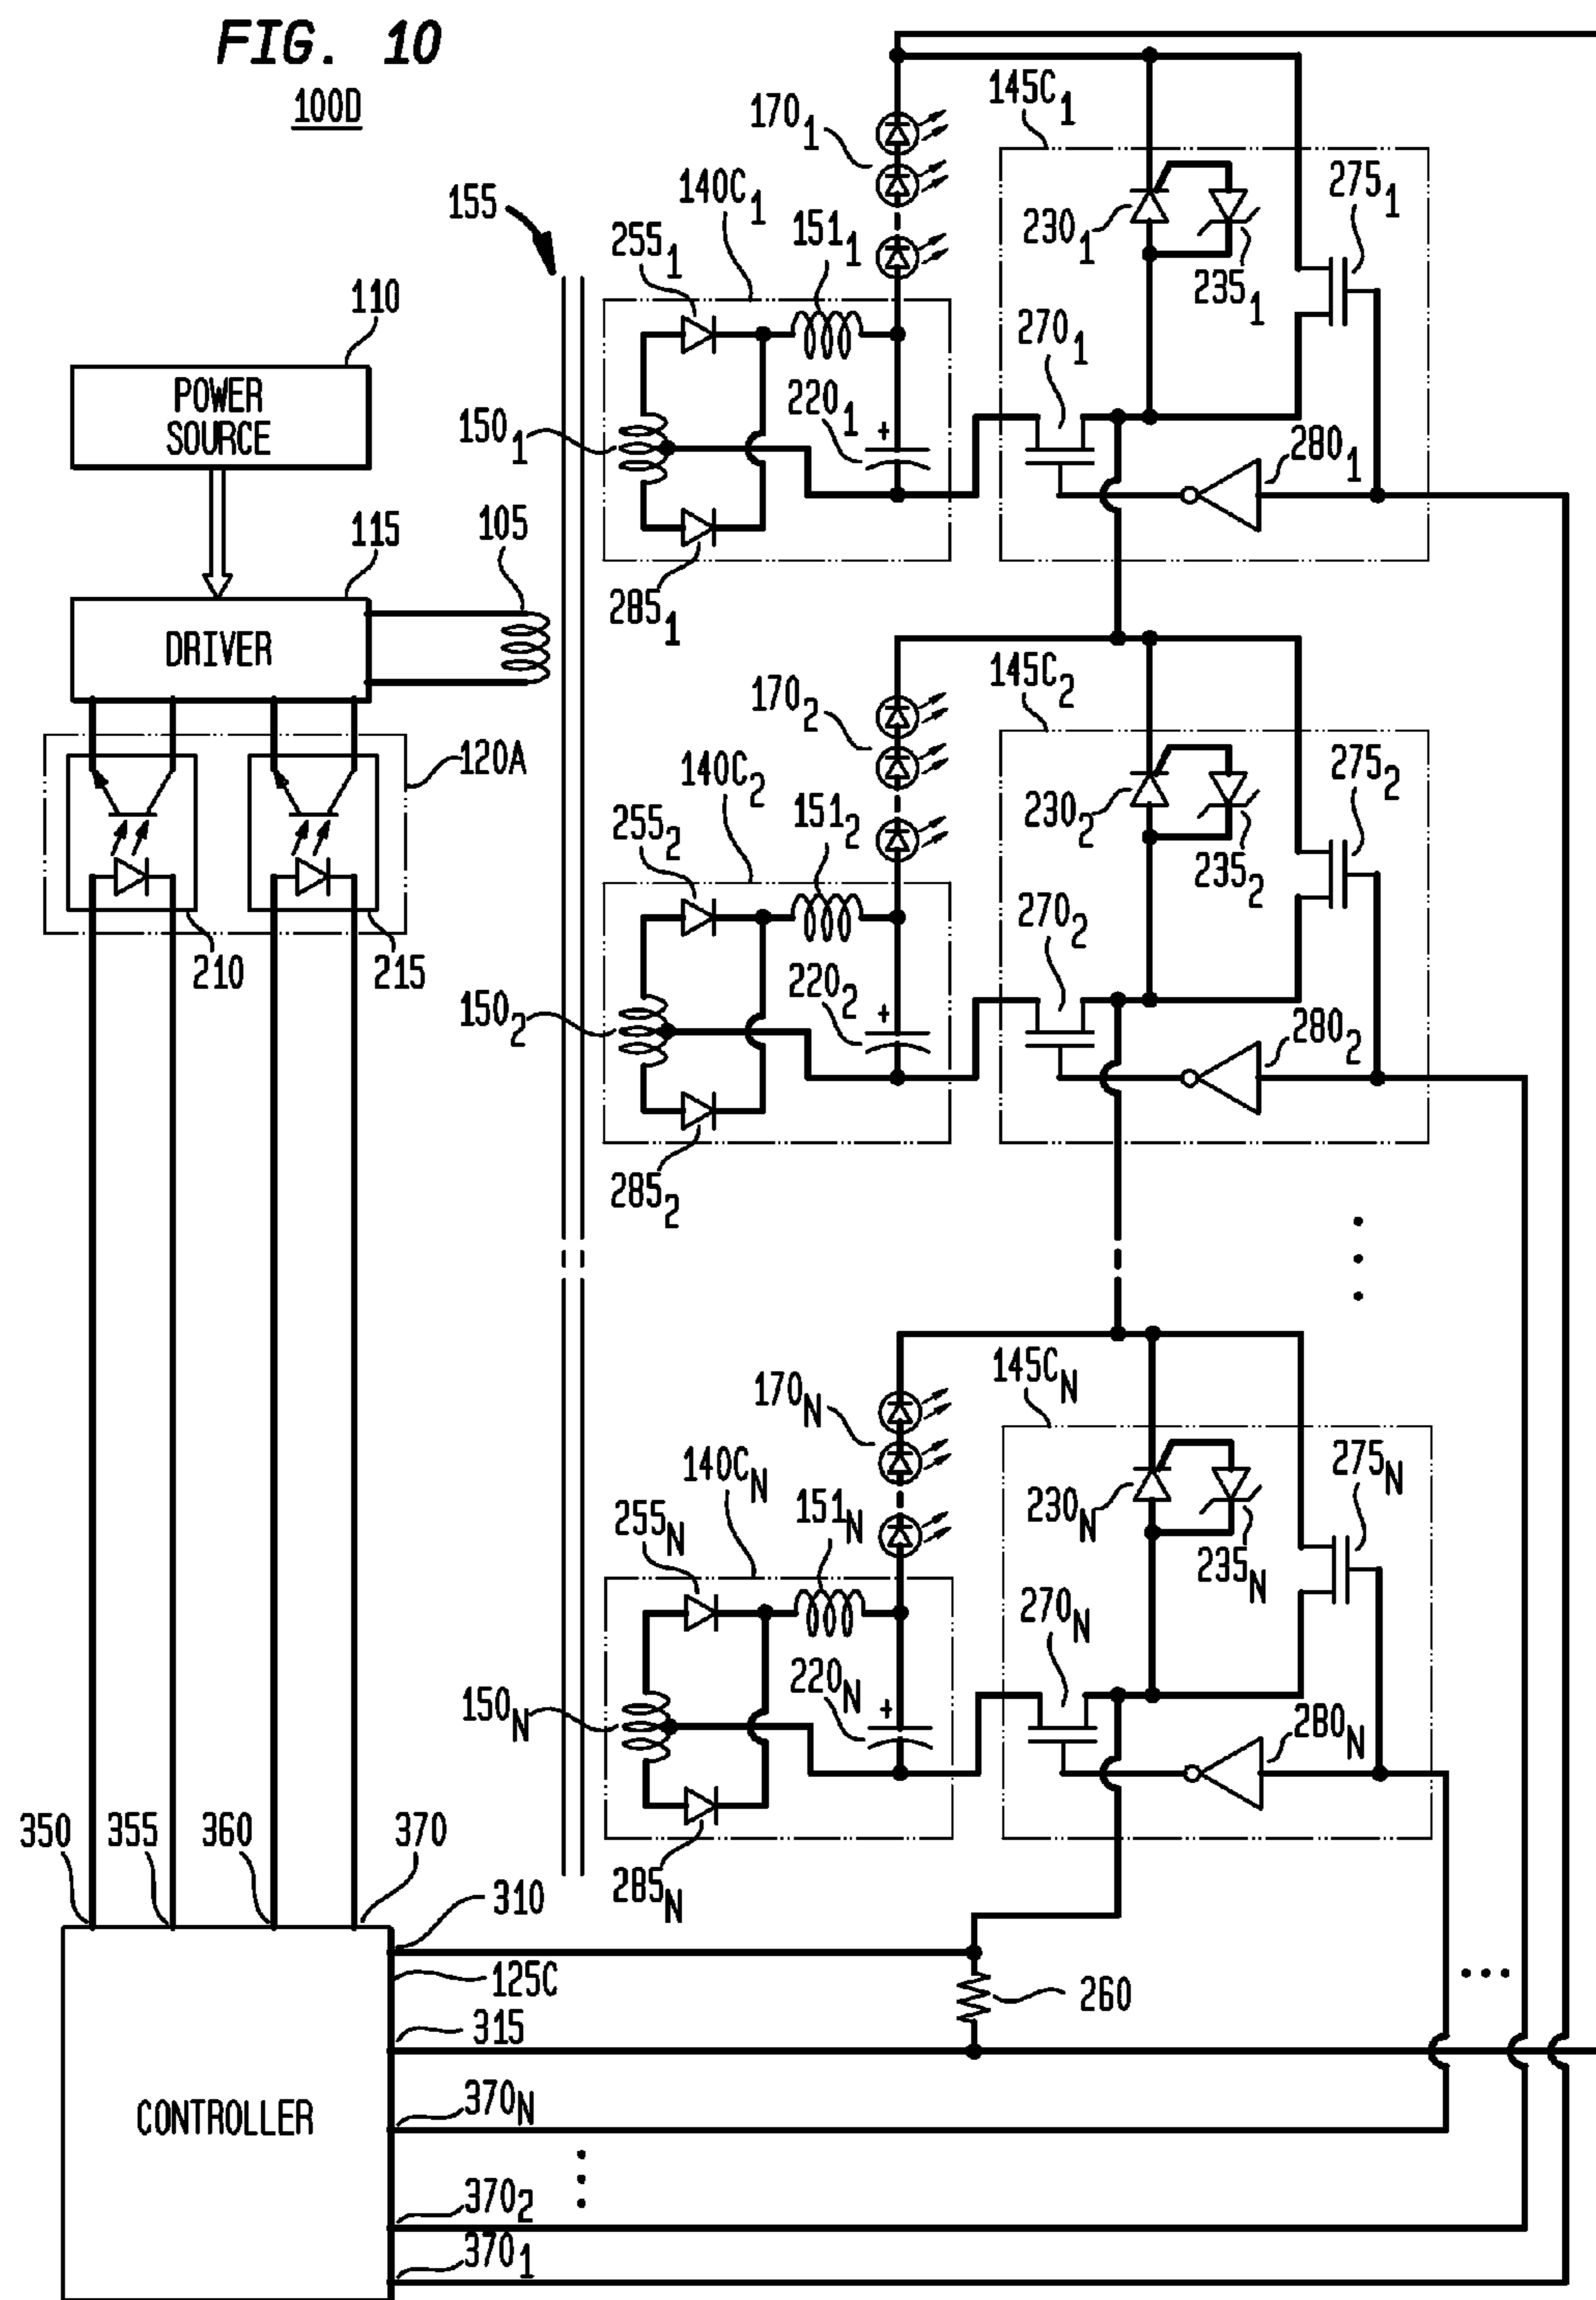 FIG. 10
100D
170₁
145C₁
155
140C₁
255₁
151₁
230₁
235₁
275₁
110
POWER
SOURCE
150₁
220₁
270₁
280₁
115
105
DRIVER
285₁
170₂
145C₂
120A
140C₂
255₂
151₂
230₂
235₂
275₂
210
215
150₂
220₂
270₂
280₂
285₂
170N
145CN
140CN
255N
151N
230N
235N
275N
150N
220N
270N
280N
285N
350
355
360
370
310
125C
315
260
CONTROLLER
370N
370₂
370₁